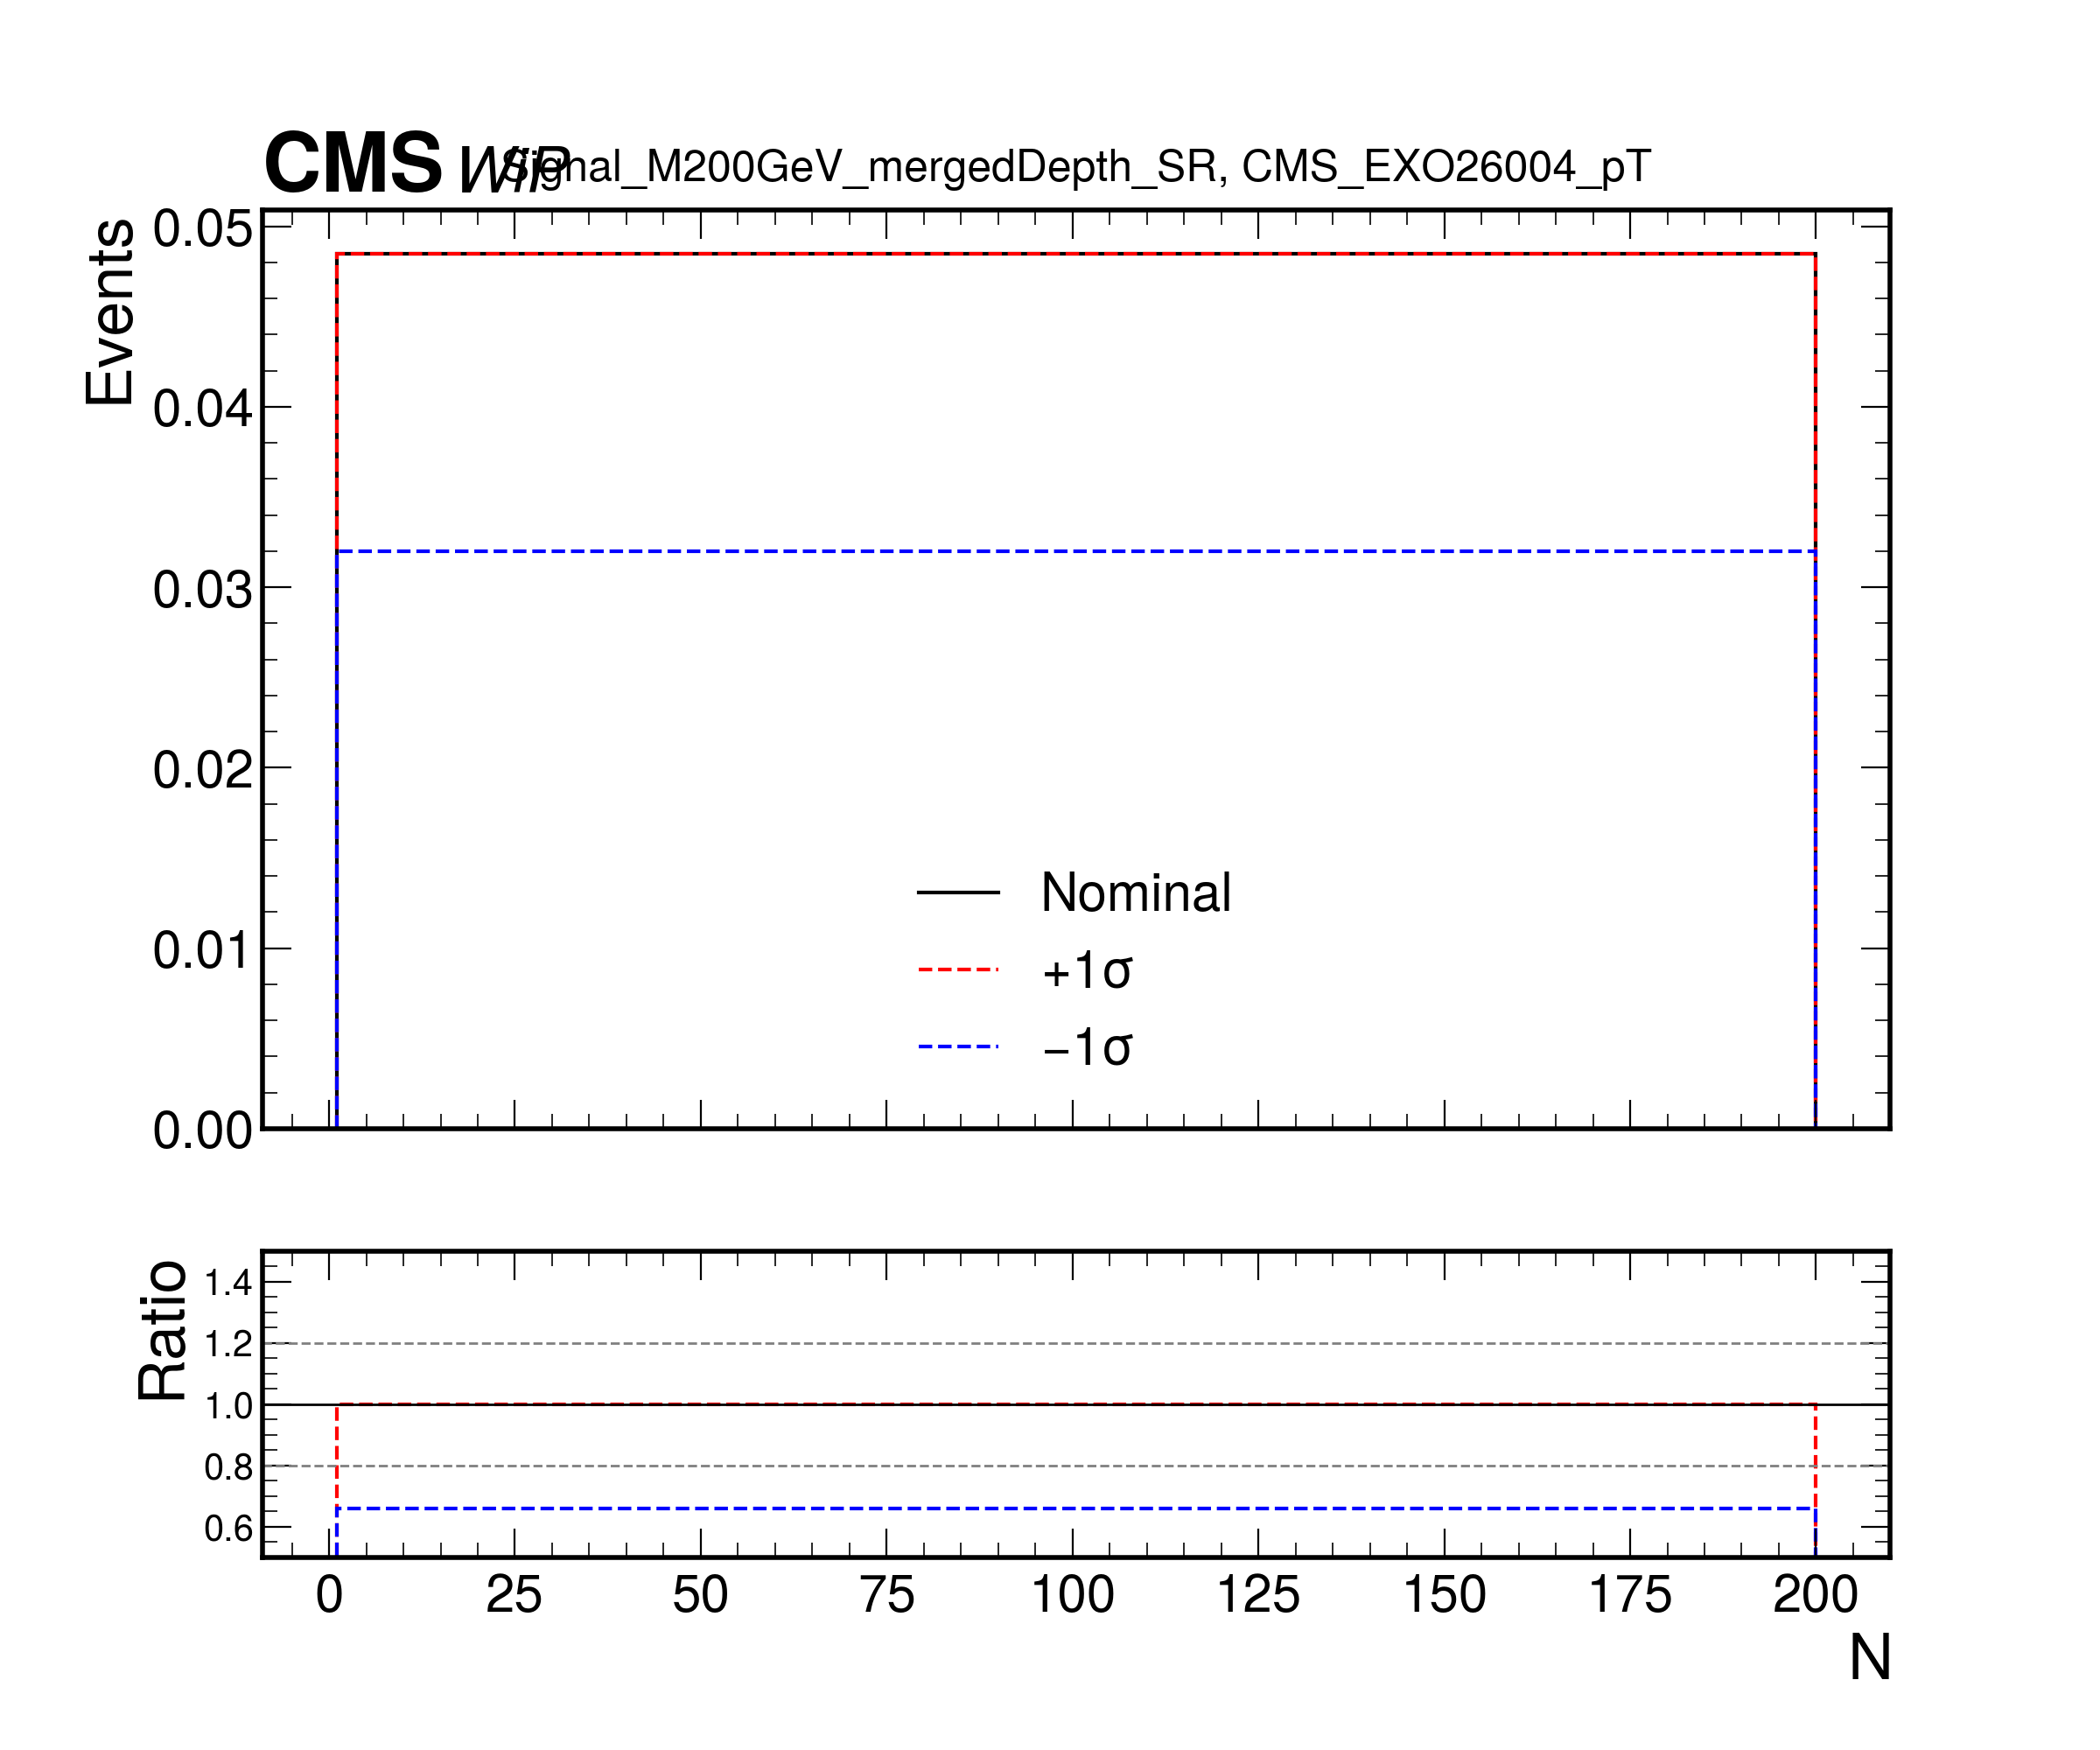 CMS WiP Signal_M200GeV_mergedDepth_SR, CMS_EXO26004_pT
Events
0.05
0.04
0.03
0.02
0.01
0.00
Nominal
+1σ
−1σ
Ratio
1.4
1.2
1.0
0.8
0.6
0 25 50 75 100 125 150 175 200
N